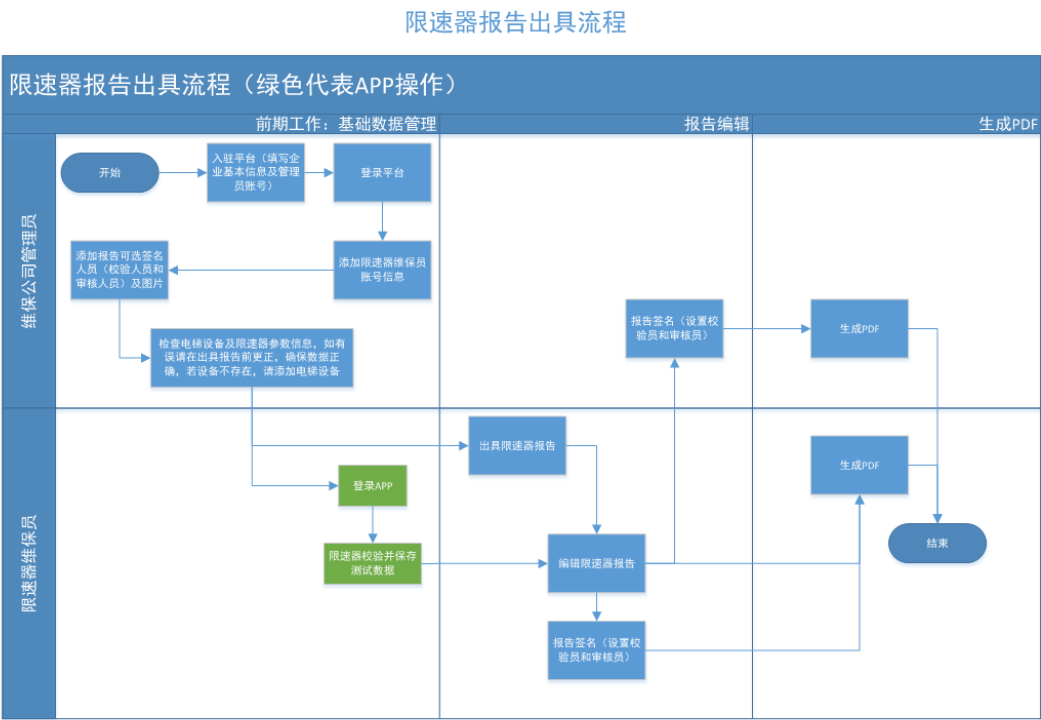 限速器报告出具流程
限速器报告出具流程（绿色代表APP操作）
前期工作：基础数据管理
报告编辑
生成PDF
维保公司管理员
开始
入驻平台（填写企
业基本信息及管理
员账号）
登录平台
添加报告可选签名
人员（校验人员和
审核人员）及图片
添加限速器维保员
账号信息
检查电梯设备及限速器参数信息，如有
误请在出具报告前更正，确保数据正
确，若设备不存在，请添加电梯设备
报告签名（设置校
验员和审核员）
生成PDF
限速器维保员
出具限速器报告
登录APP
限速器校验并保存
测试数据
编辑限速器报告
报告签名（设置校
验员和审核员）
生成PDF
结束